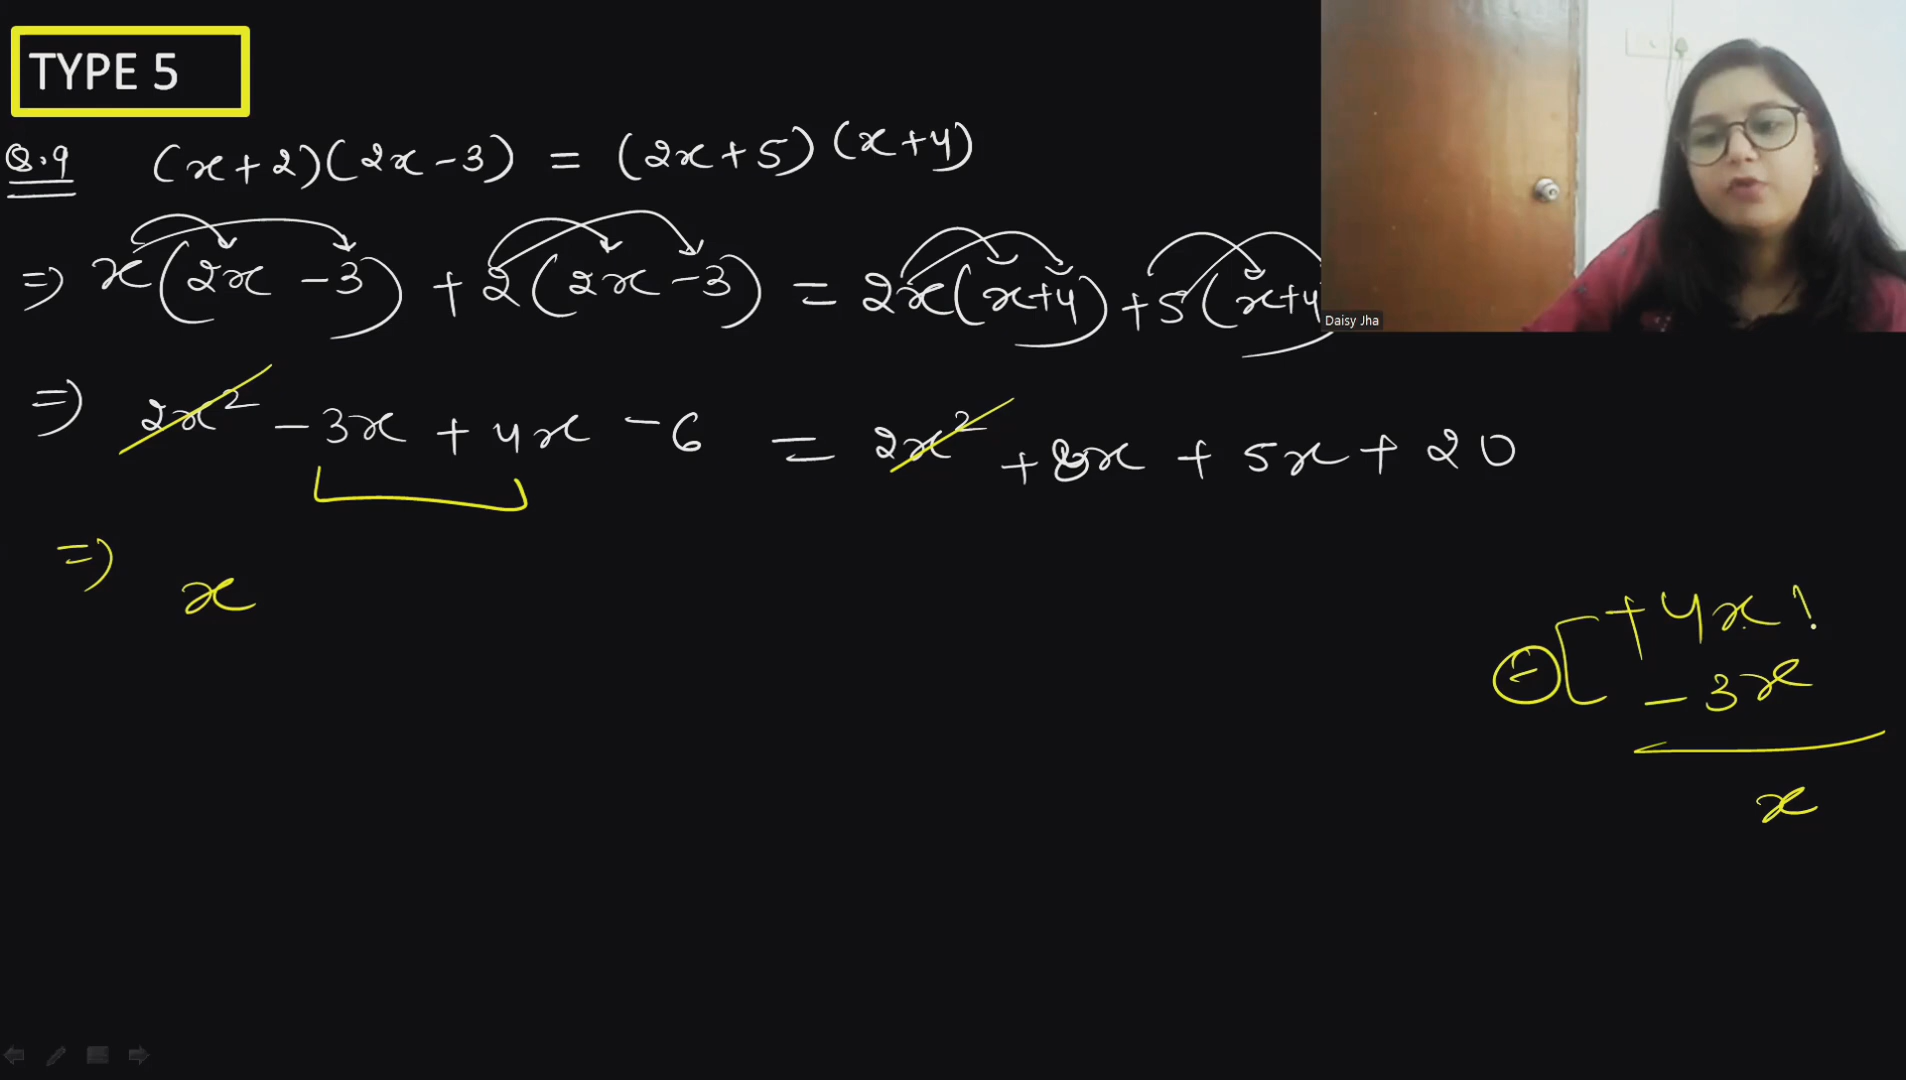 TYPE 5
Q.9 (x+2)(2x-3) = (2x+5)(x+4)
=> x(2x-3) + 2(2x-3) = 2x(x+4) + 5(x+4
Daisy Jha
=> 2x² - 3x + 4x - 6 = 2x² + 8x + 5x + 20
=> x
+4x
- 3x
x